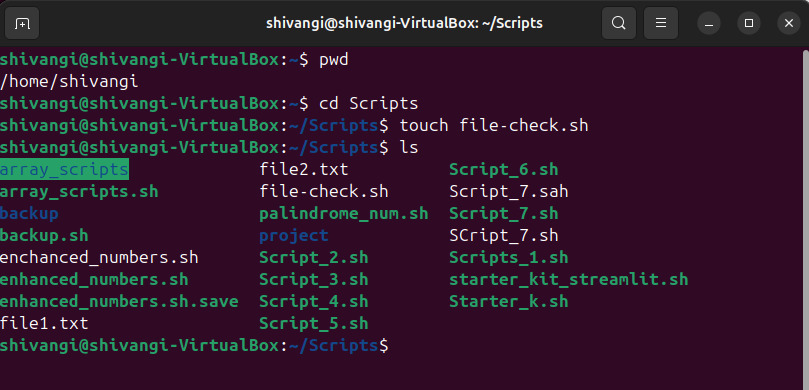 shivangi@shivangi-VirtualBox: ~/Scripts
shivangi@shivangi-VirtualBox:~$ pwd
/home/shivangi
shivangi@shivangi-VirtualBox:~$ cd Scripts
shivangi@shivangi-VirtualBox:~/Scripts$ touch file-check.sh
shivangi@shivangi-VirtualBox:~/Scripts$ ls
array_scripts file2.txt Script_6.sh
array_scripts.sh file-check.sh Script_7.sah
backup palindrome_num.sh Script_7.sh
backup.sh project SCript_7.sh
enchanced_numbers.sh Script_2.sh Scripts_1.sh
enhanced_numbers.sh Script_3.sh starter_kit_streamlit.sh
enhanced_numbers.sh.save Script_4.sh Starter_k.sh
file1.txt Script_5.sh
shivangi@shivangi-VirtualBox:~/Scripts$